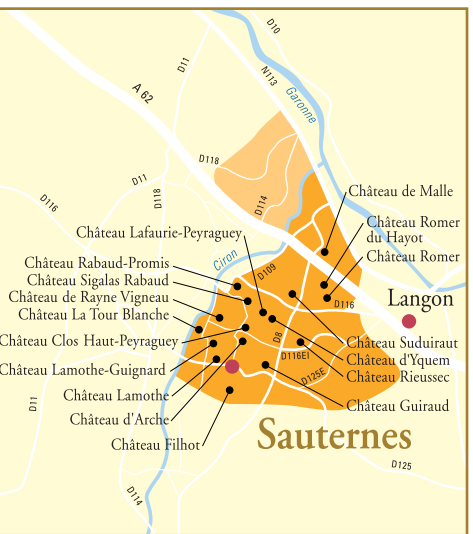 D10
D11
N113
A 62
Garonne
D118
D11
D118
D116
D114
Château de Malle
Château Romer
du Hayot
Château Lafaurie-Peyraguey
Château Romer
Ciron
Château Rabaud-Promis
D109
Château Sigalas Rabaud
Château de Rayne Vigneau
Langon
D116
Château La Tour Blanche
Château Clos Haut-Peyraguey
D8
Château Suduiraut
D116E1
Château d'Yquem
Château Lamothe-Guignard
Château Rieussec
D125E
Château Lamothe
D11
Château Guiraud
Château d'Arche
Château Filhot
Sauternes
D125
D114